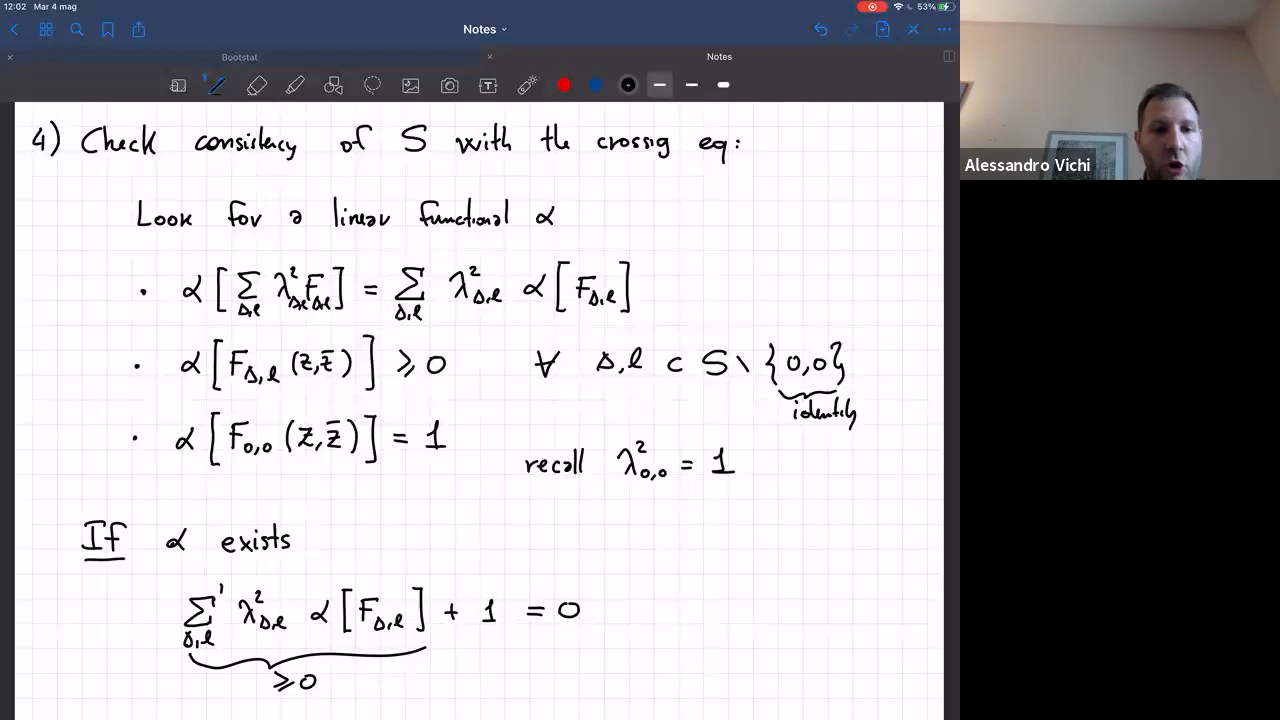 12:02 Mar 4 mag
53%
Notes
Bootstat
Notes
Alessandro Vichi
4) Check consistency of S with the crossig eq:
Look for a linear functional α
• α [ Σ_{Δ,l} λ²_{Δ,l} F_{Δ,l} ] = Σ_{Δ,l} λ²_{Δ,l} α [ F_{Δ,l} ]
• α [ F_{Δ,l} (z, z̄) ] ⩾ 0 ∀ Δ, l ⊂ S \ { 0,0 }
identity
• α [ F_{0,0} (z, z̄) ] = 1
recall λ²_{0,0} = 1
If α exists
Σ'_{Δ,l} λ²_{Δ,l} α [ F_{Δ,l} ] + 1 = 0
⩾ 0